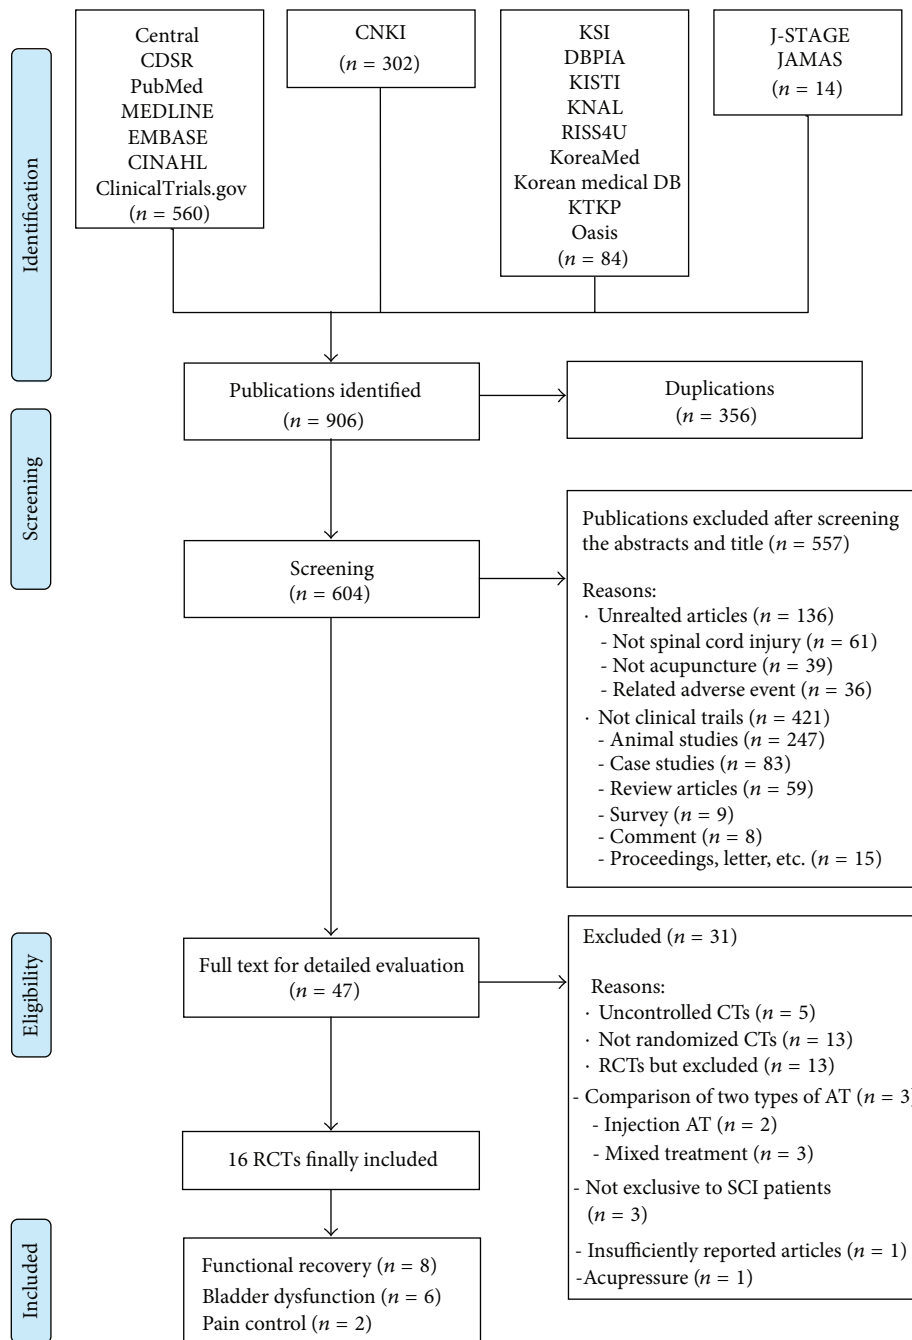 Identification
Central
CDSR
PubMed
MEDLINE
EMBASE
CINAHL
ClinicalTrials.gov
(n = 560)
CNKI
(n = 302)
KSI
DBPIA
KISTI
KNAL
RISS4U
KoreaMed
Korean medical DB
KTKP
Oasis
(n = 84)
J-STAGE
JAMAS
(n = 14)
Publications identified
(n = 906)
Duplications
(n = 356)
Screening
Screening
(n = 604)
Publications excluded after screening
the abstracts and title (n = 557)
Reasons:
· Unrealted articles (n = 136)
- Not spinal cord injury (n = 61)
- Not acupuncture (n = 39)
- Related adverse event (n = 36)
· Not clinical trails (n = 421)
- Animal studies (n = 247)
- Case studies (n = 83)
- Review articles (n = 59)
- Survey (n = 9)
- Comment (n = 8)
- Proceedings, letter, etc. (n = 15)
Eligibility
Full text for detailed evaluation
(n = 47)
Excluded (n = 31)
Reasons:
· Uncontrolled CTs (n = 5)
· Not randomized CTs (n = 13)
· RCTs but excluded (n = 13)
- Comparison of two types of AT (n = 3)
- Injection AT (n = 2)
- Mixed treatment (n = 3)
- Not exclusive to SCI patients
(n = 3)
- Insufficiently reported articles (n = 1)
-Acupressure (n = 1)
16 RCTs finally included
Included
Functional recovery (n = 8)
Bladder dysfunction (n = 6)
Pain control (n = 2)